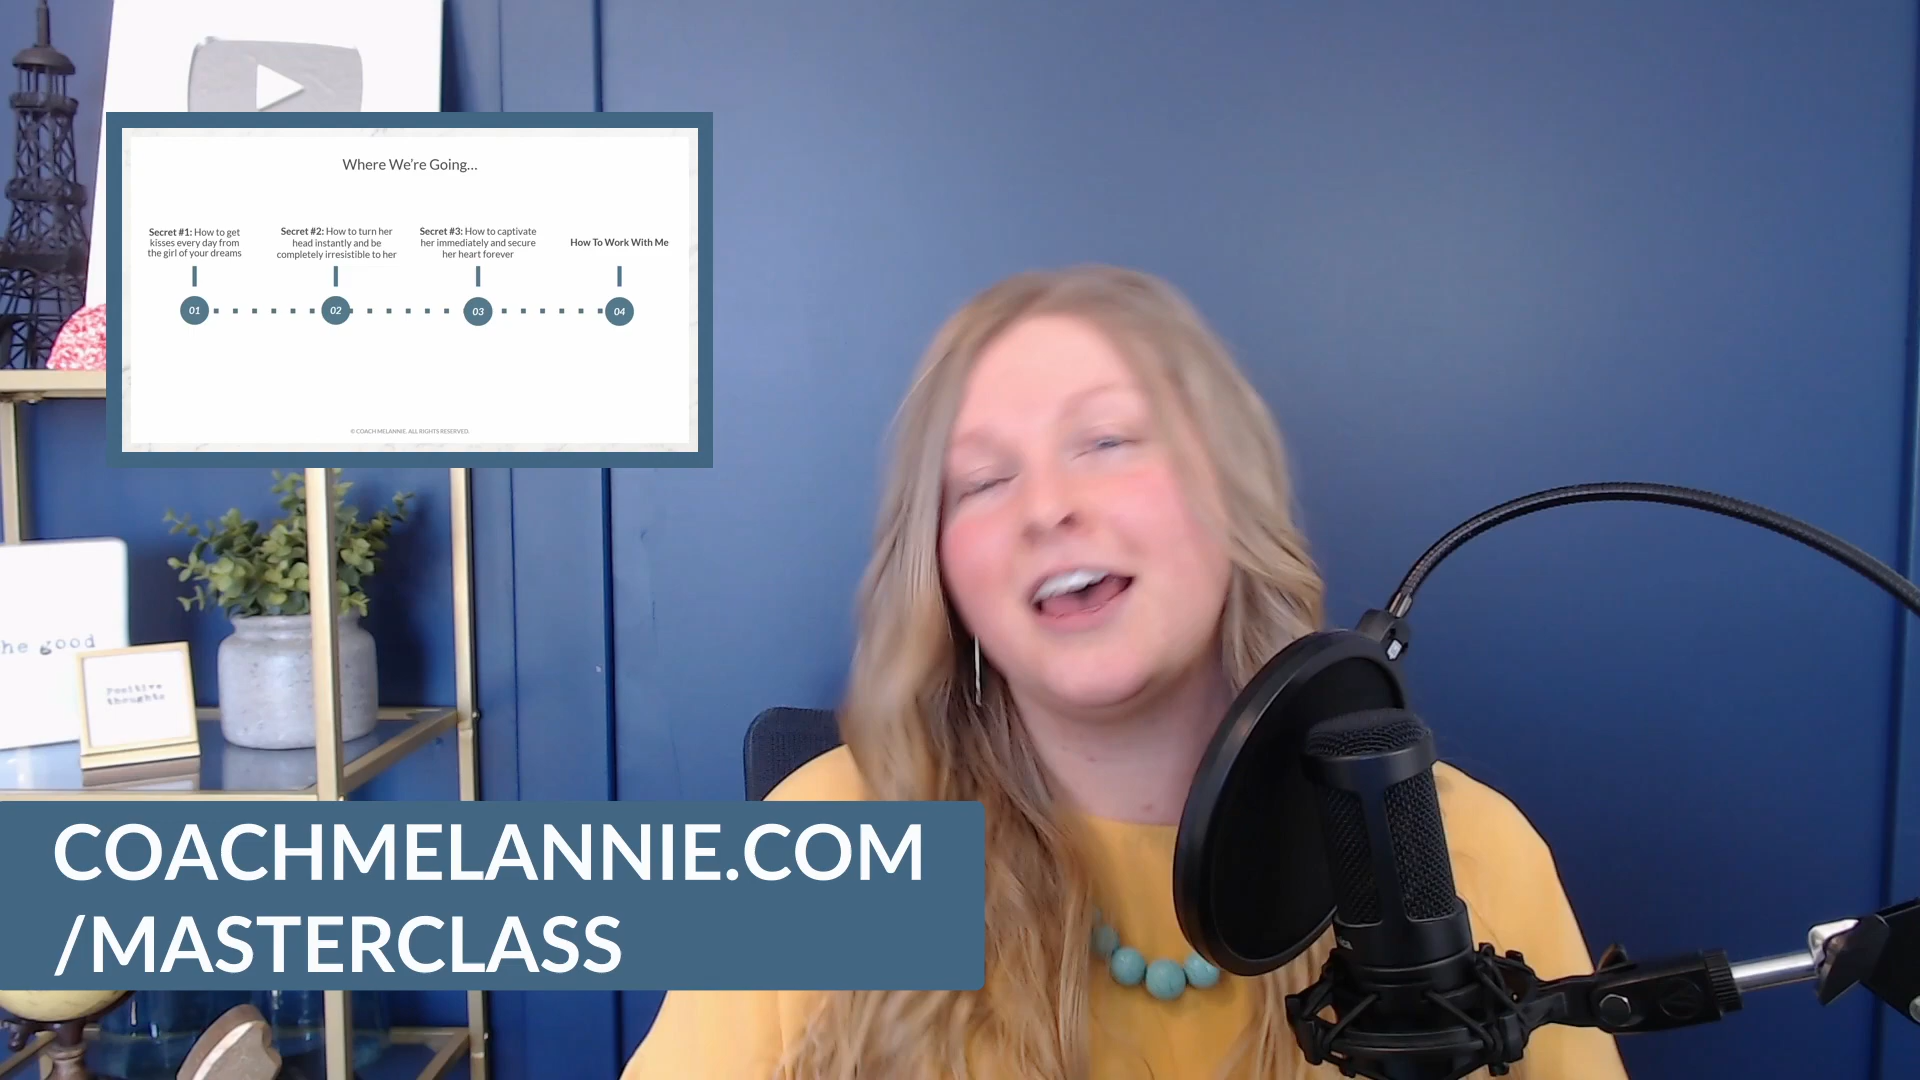 Where We're Going...
Secret #1: How to get
kisses every day from
the girl of your dreams
Secret #2: How to turn her
head instantly and be
completely irresistible to her
Secret #3: How to captivate
her immediately and secure
her heart forever
How To Work With Me
01
02
03
04
© COACH MELANNIE. ALL RIGHTS RESERVED.
he good
Positive
thoughts
COACHMELANNIE.COM
/MASTERCLASS